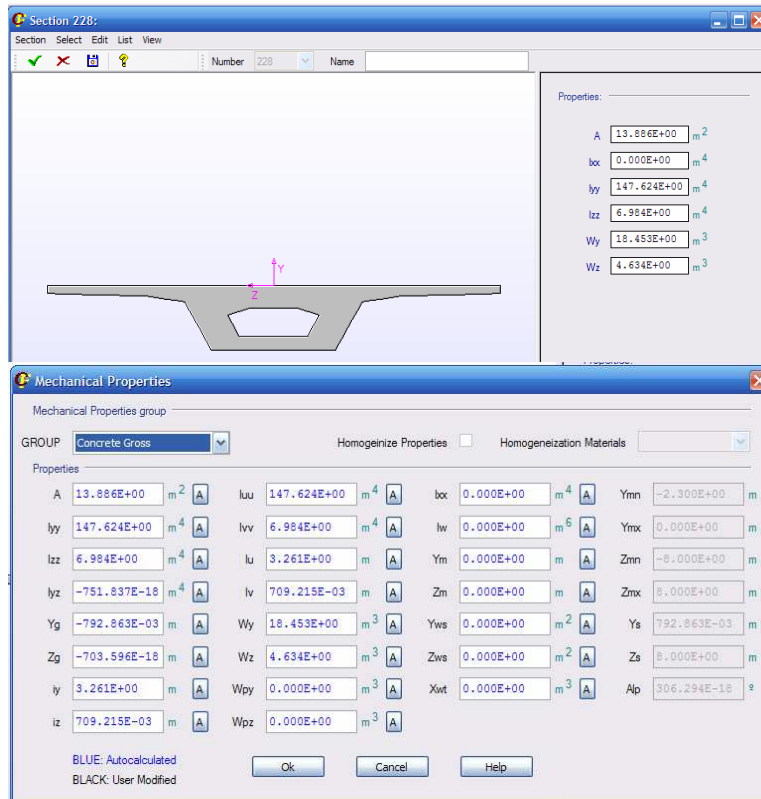 Section 228:
Section Select Edit List View
Number 228 Name
Y
Z
Properties:
A 13.886E+00 m2
Ixx 0.000E+00 m4
Iyy 147.624E+00 m4
Izz 6.984E+00 m4
Wy 18.453E+00 m3
Wz 4.634E+00 m3
Mechanical Properties
Mechanical Properties group
GROUP Concrete Gross Homogeinize Properties Homogeneization Materials
Properties
A 13.886E+00 m2 A Iuu 147.624E+00 m4 A Ixx 0.000E+00 m4 A Ymn -2.300E+00 m
Iyy 147.624E+00 m4 A Ivv 6.984E+00 m4 A Iw 0.000E+00 m6 A Ymx 0.000E+00 m
Izz 6.984E+00 m4 A Iu 3.261E+00 m A Ym 0.000E+00 m A Zmn -8.000E+00 m
Iyz -751.837E-18 m4 A Iv 709.215E-03 m A Zm 0.000E+00 m A Zmx 8.000E+00 m
Yg -792.863E-03 m A Wy 18.453E+00 m3 A Yws 0.000E+00 m2 A Ys 792.863E-03 m
Zg -703.596E-18 m A Wz 4.634E+00 m3 A Zws 0.000E+00 m2 A Zs 8.000E+00 m
iy 3.261E+00 m A Wpy 0.000E+00 m3 A Xwt 0.000E+00 m3 A Alp 306.294E-18 º
iz 709.215E-03 m A Wpz 0.000E+00 m3 A
BLUE: Autocalculated
BLACK: User Modified
Ok Cancel Help